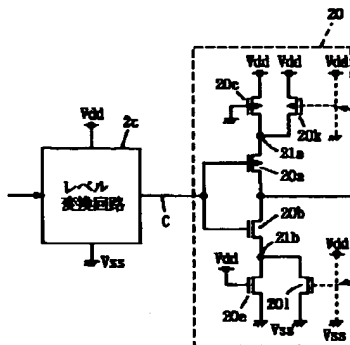 20
Vdd Vdd Vdd
20c
20k
Vdd
2c
21a
20a
レベル
変換回路
C
20b
21b
Vdd
Vdd
Vss
20e
20l
Vss Vss
Vss